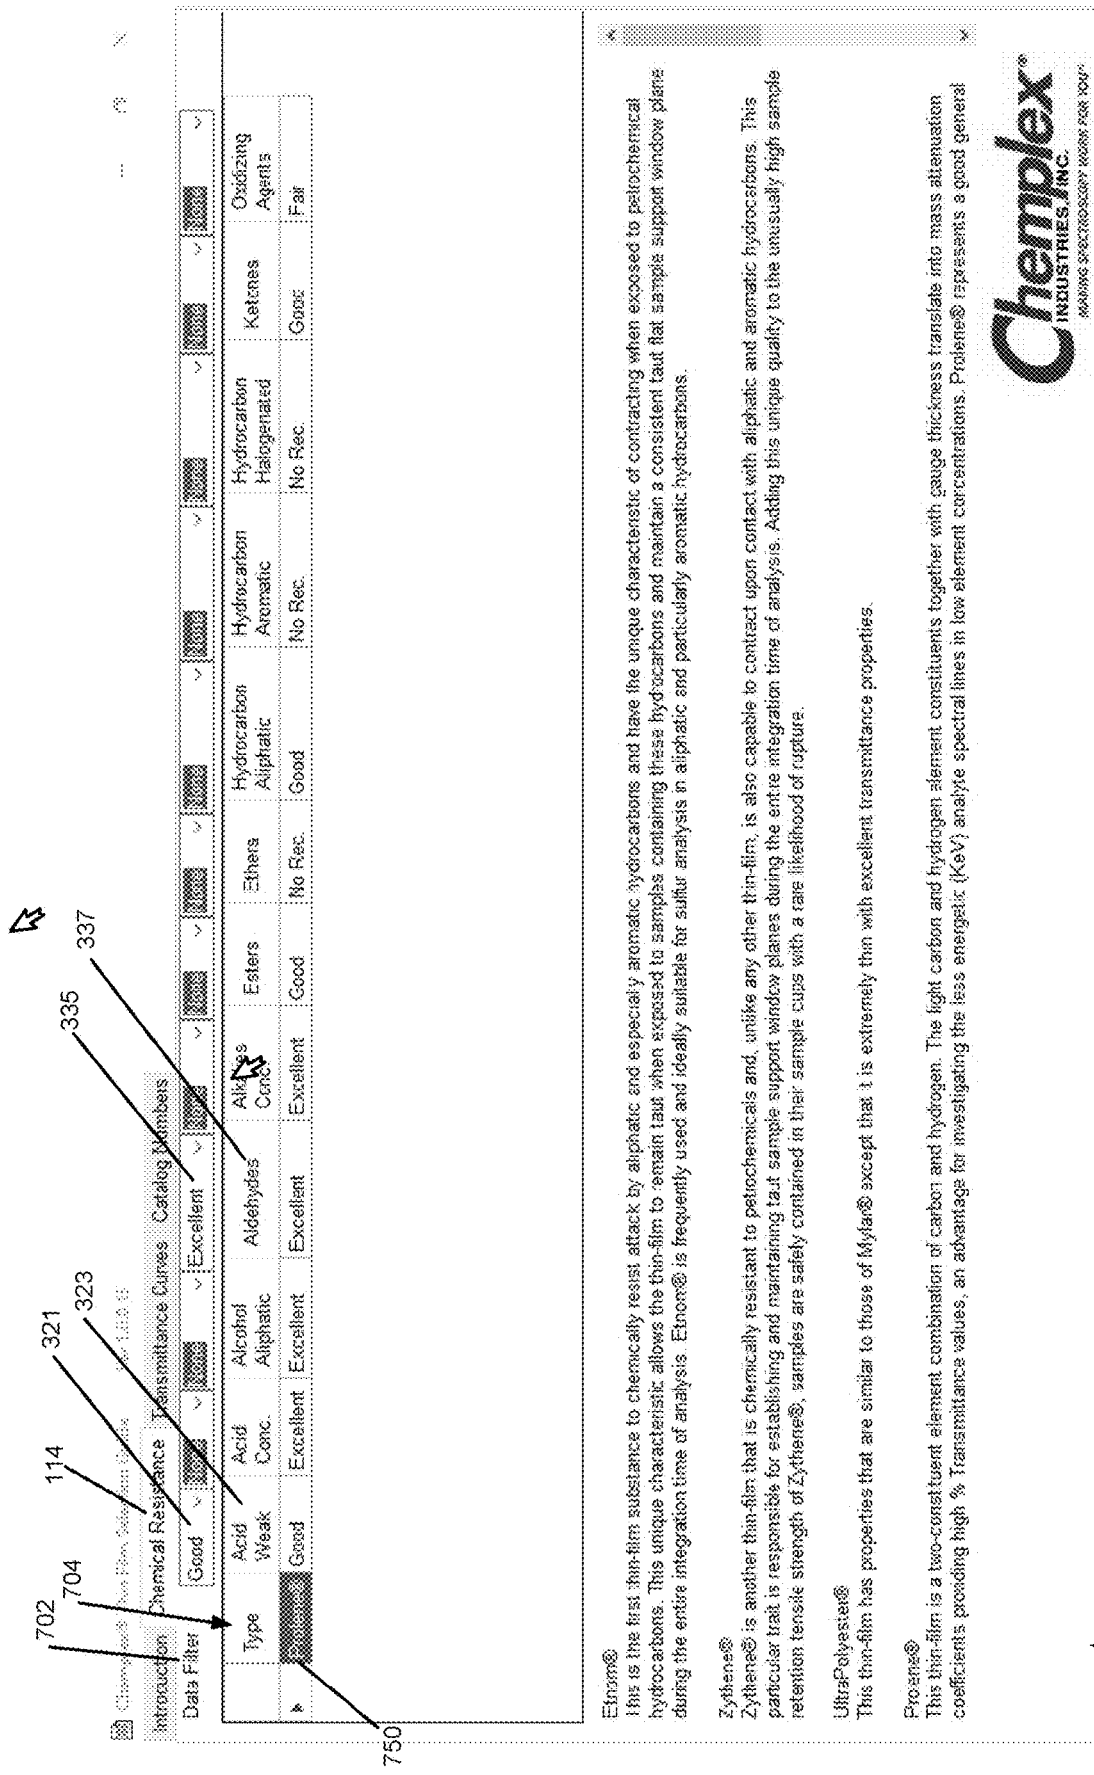 702
704
114
321
323
335
337
Chemplex® Thin-Film Selection Guide
Introduction Chemical Resistance Transmittance Curves Catalog Numbers
Data Filter Good Excellent
Type Acid Weak Acid Conc. Alcohol Aliphatic Aldehydes Esters Ethers Hydrocarbon Aliphatic Hydrocarbon Aromatic Hydrocarbon Halogenated Ketones Oxidizing Agents
Good Excellent Excellent Excellent Excellent Good No Rec. Good No Rec. No Rec. Good Fair
750
Etnom®
This is the first thin-film substance to chemically resist attack by aliphatic and especially aromatic hydrocarbons and have the unique characteristic of contracting when exposed to petrochemical
hydrocarbons. This unique characteristic allows the thin-film to remain taut when exposed to samples containing these hydrocarbons and maintain a consistent taut flat sample support window plane
during the entire integration time of analysis. Etnom® is frequently used and ideally suitable for sulfur analysis in aliphatic and particularly aromatic hydrocarbons.
Zythene®
Zythene® is another thin-film that is chemically resistant to petrochemicals and, unlike any other thin-film, is also capable to contract upon contact with aliphatic and aromatic hydrocarbons. This
particular trait is responsible for establishing and maintaining taut sample support window planes during the entire integration time of analysis. Adding this unique quality to the unusually high sample
retention tensile strength of Zythene®, samples are safely contained in their sample cups with a rare likelihood of rupture.
UltraPolyester®
This thin-film has properties that are similar to those of Mylar® except that it is extremely thin with excellent transmittance properties.
Prolene®
This thin-film is a two-constituent element combination of carbon and hydrogen. The light carbon and hydrogen element constituents together with gauge thickness translate into mass attenuation
coefficients providing high % Transmittance values, an advantage for investigating the less energetic (KeV) analyte spectral lines in low element concentrations. Prolene® represents a good general
Chemplex®
INDUSTRIES, INC.
MAKING SPECTROSCOPY WORK FOR YOU®